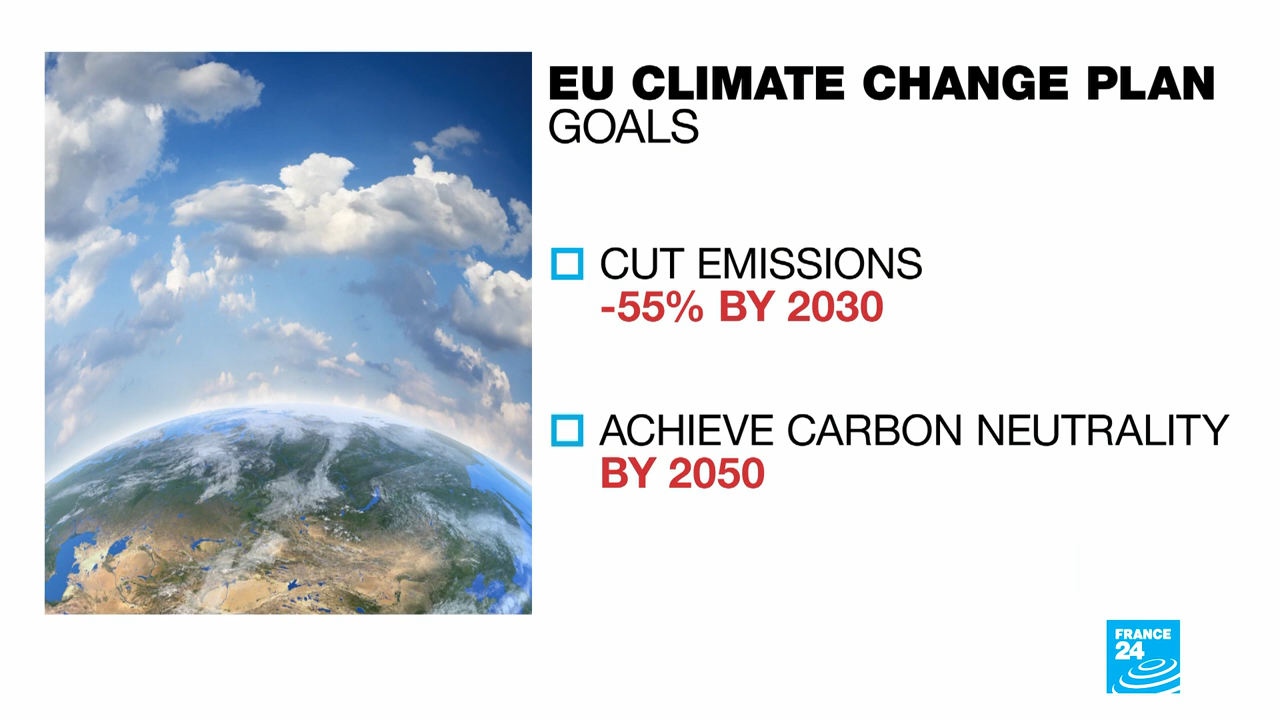 EU CLIMATE CHANGE PLAN
GOALS
CUT EMISSIONS
-55% BY 2030
ACHIEVE CARBON NEUTRALITY
BY 2050
FRANCE
24